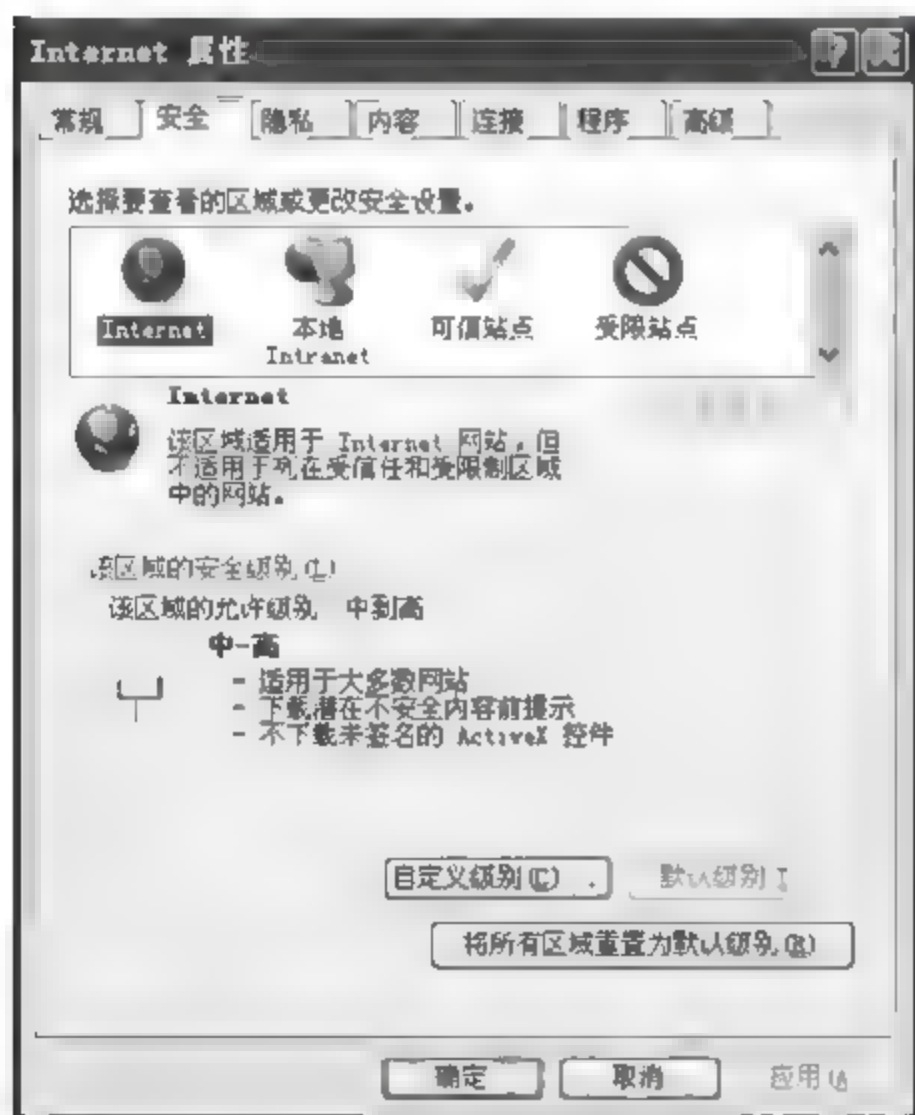 Internet 属性
常规 安全 隐私 内容 连接 程序 高级
选择要查看的区域或更改安全设置。
Internet 本地 Intranet 可信站点 受限站点
Internet
该区域适用于 Internet 网站，但
不适用于列在受信任和受限制区域
中的网站。
该区域的安全级别(L)
该区域的允许级别 中到高
中-高
- 适用于大多数网站
- 下载潜在不安全内容前提示
- 不下载未签名的 ActiveX 控件
自定义级别(C)... 默认级别
将所有区域重置为默认级别(R)
确定 取消 应用(A